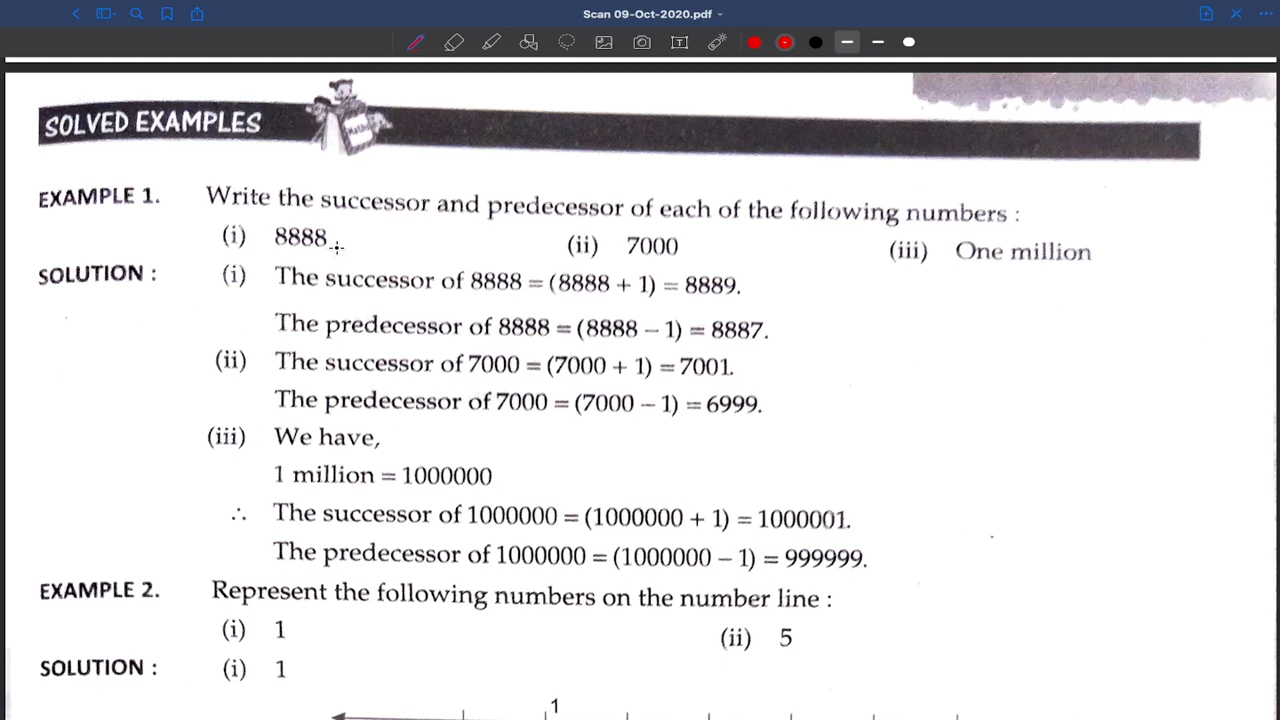 Scan 09-Oct-2020.pdf
SOLVED EXAMPLES
Maths
EXAMPLE 1. Write the successor and predecessor of each of the following numbers :
(i) 8888 (ii) 7000 (iii) One million
SOLUTION : (i) The successor of 8888 = (8888 + 1) = 8889.
The predecessor of 8888 = (8888 – 1) = 8887.
(ii) The successor of 7000 = (7000 + 1) = 7001.
The predecessor of 7000 = (7000 – 1) = 6999.
(iii) We have,
1 million = 1000000
∴ The successor of 1000000 = (1000000 + 1) = 1000001.
The predecessor of 1000000 = (1000000 – 1) = 999999.
EXAMPLE 2. Represent the following numbers on the number line :
(i) 1 (ii) 5
SOLUTION : (i) 1
1